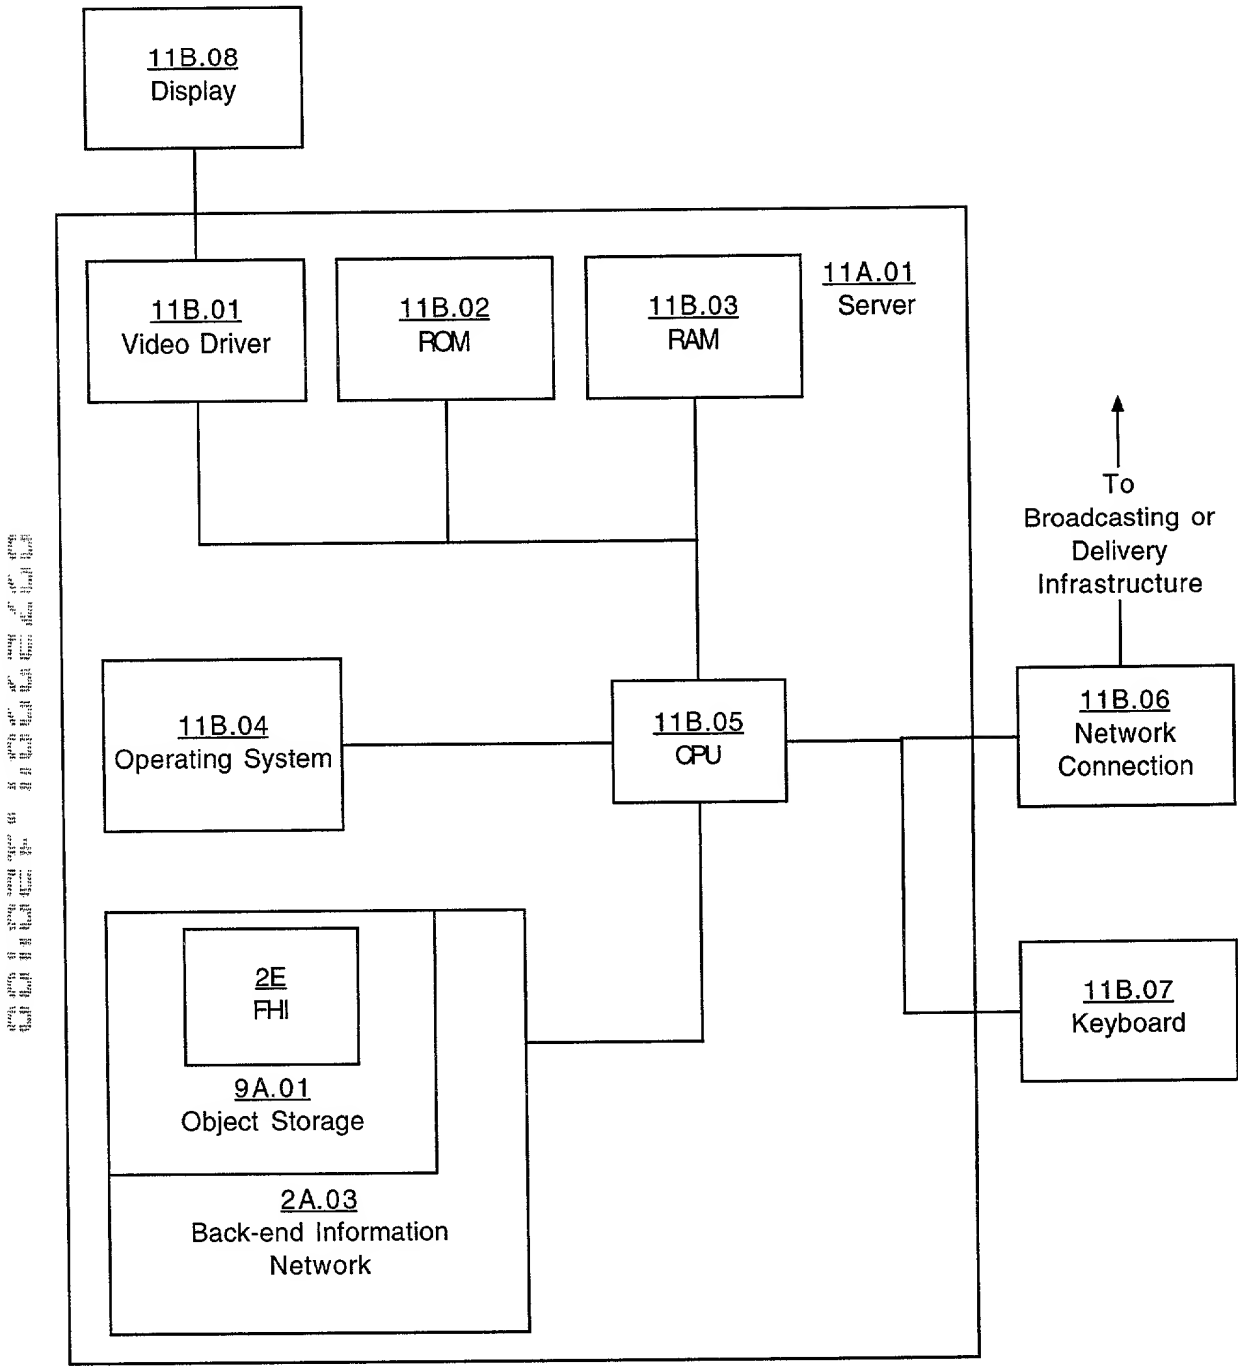 11B.08
Display
11B.01
Video Driver
11B.02
ROM
11B.03
RAM
11A.01
Server
To
Broadcasting or
Delivery
Infrastructure
11B.04
Operating System
11B.05
CPU
11B.06
Network
Connection
2E
FHI
9A.01
Object Storage
2A.03
Back-end Information
Network
11B.07
Keyboard